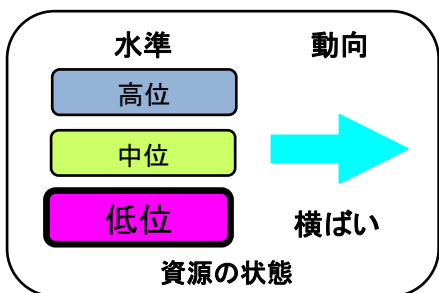 水準 動向
高位
中位
低位
横ばい
資源の状態